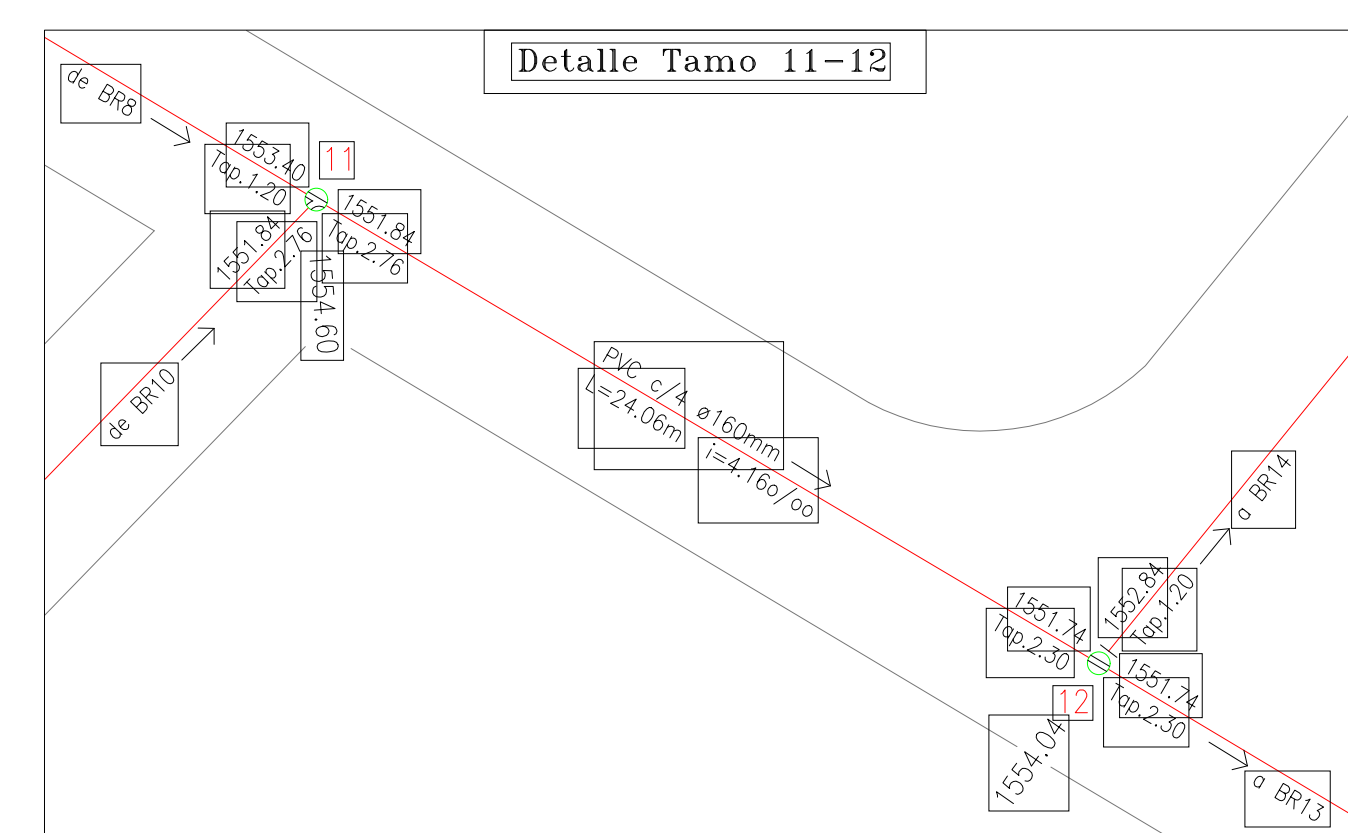 Detalle Tamo 11-12
de BR8
1553.40
Tap.1.20
11
1551.84
Tap.2.76
1551.84
Tap.2.76
1554.60
de BR10
PVC c/4 ø160mm
L=24.06m
i=4.16o/oo
a BR14
1552.84
Tap.1.20
1551.74
Tap.2.30
12
1551.74
Tap.2.30
1554.04
a BR13